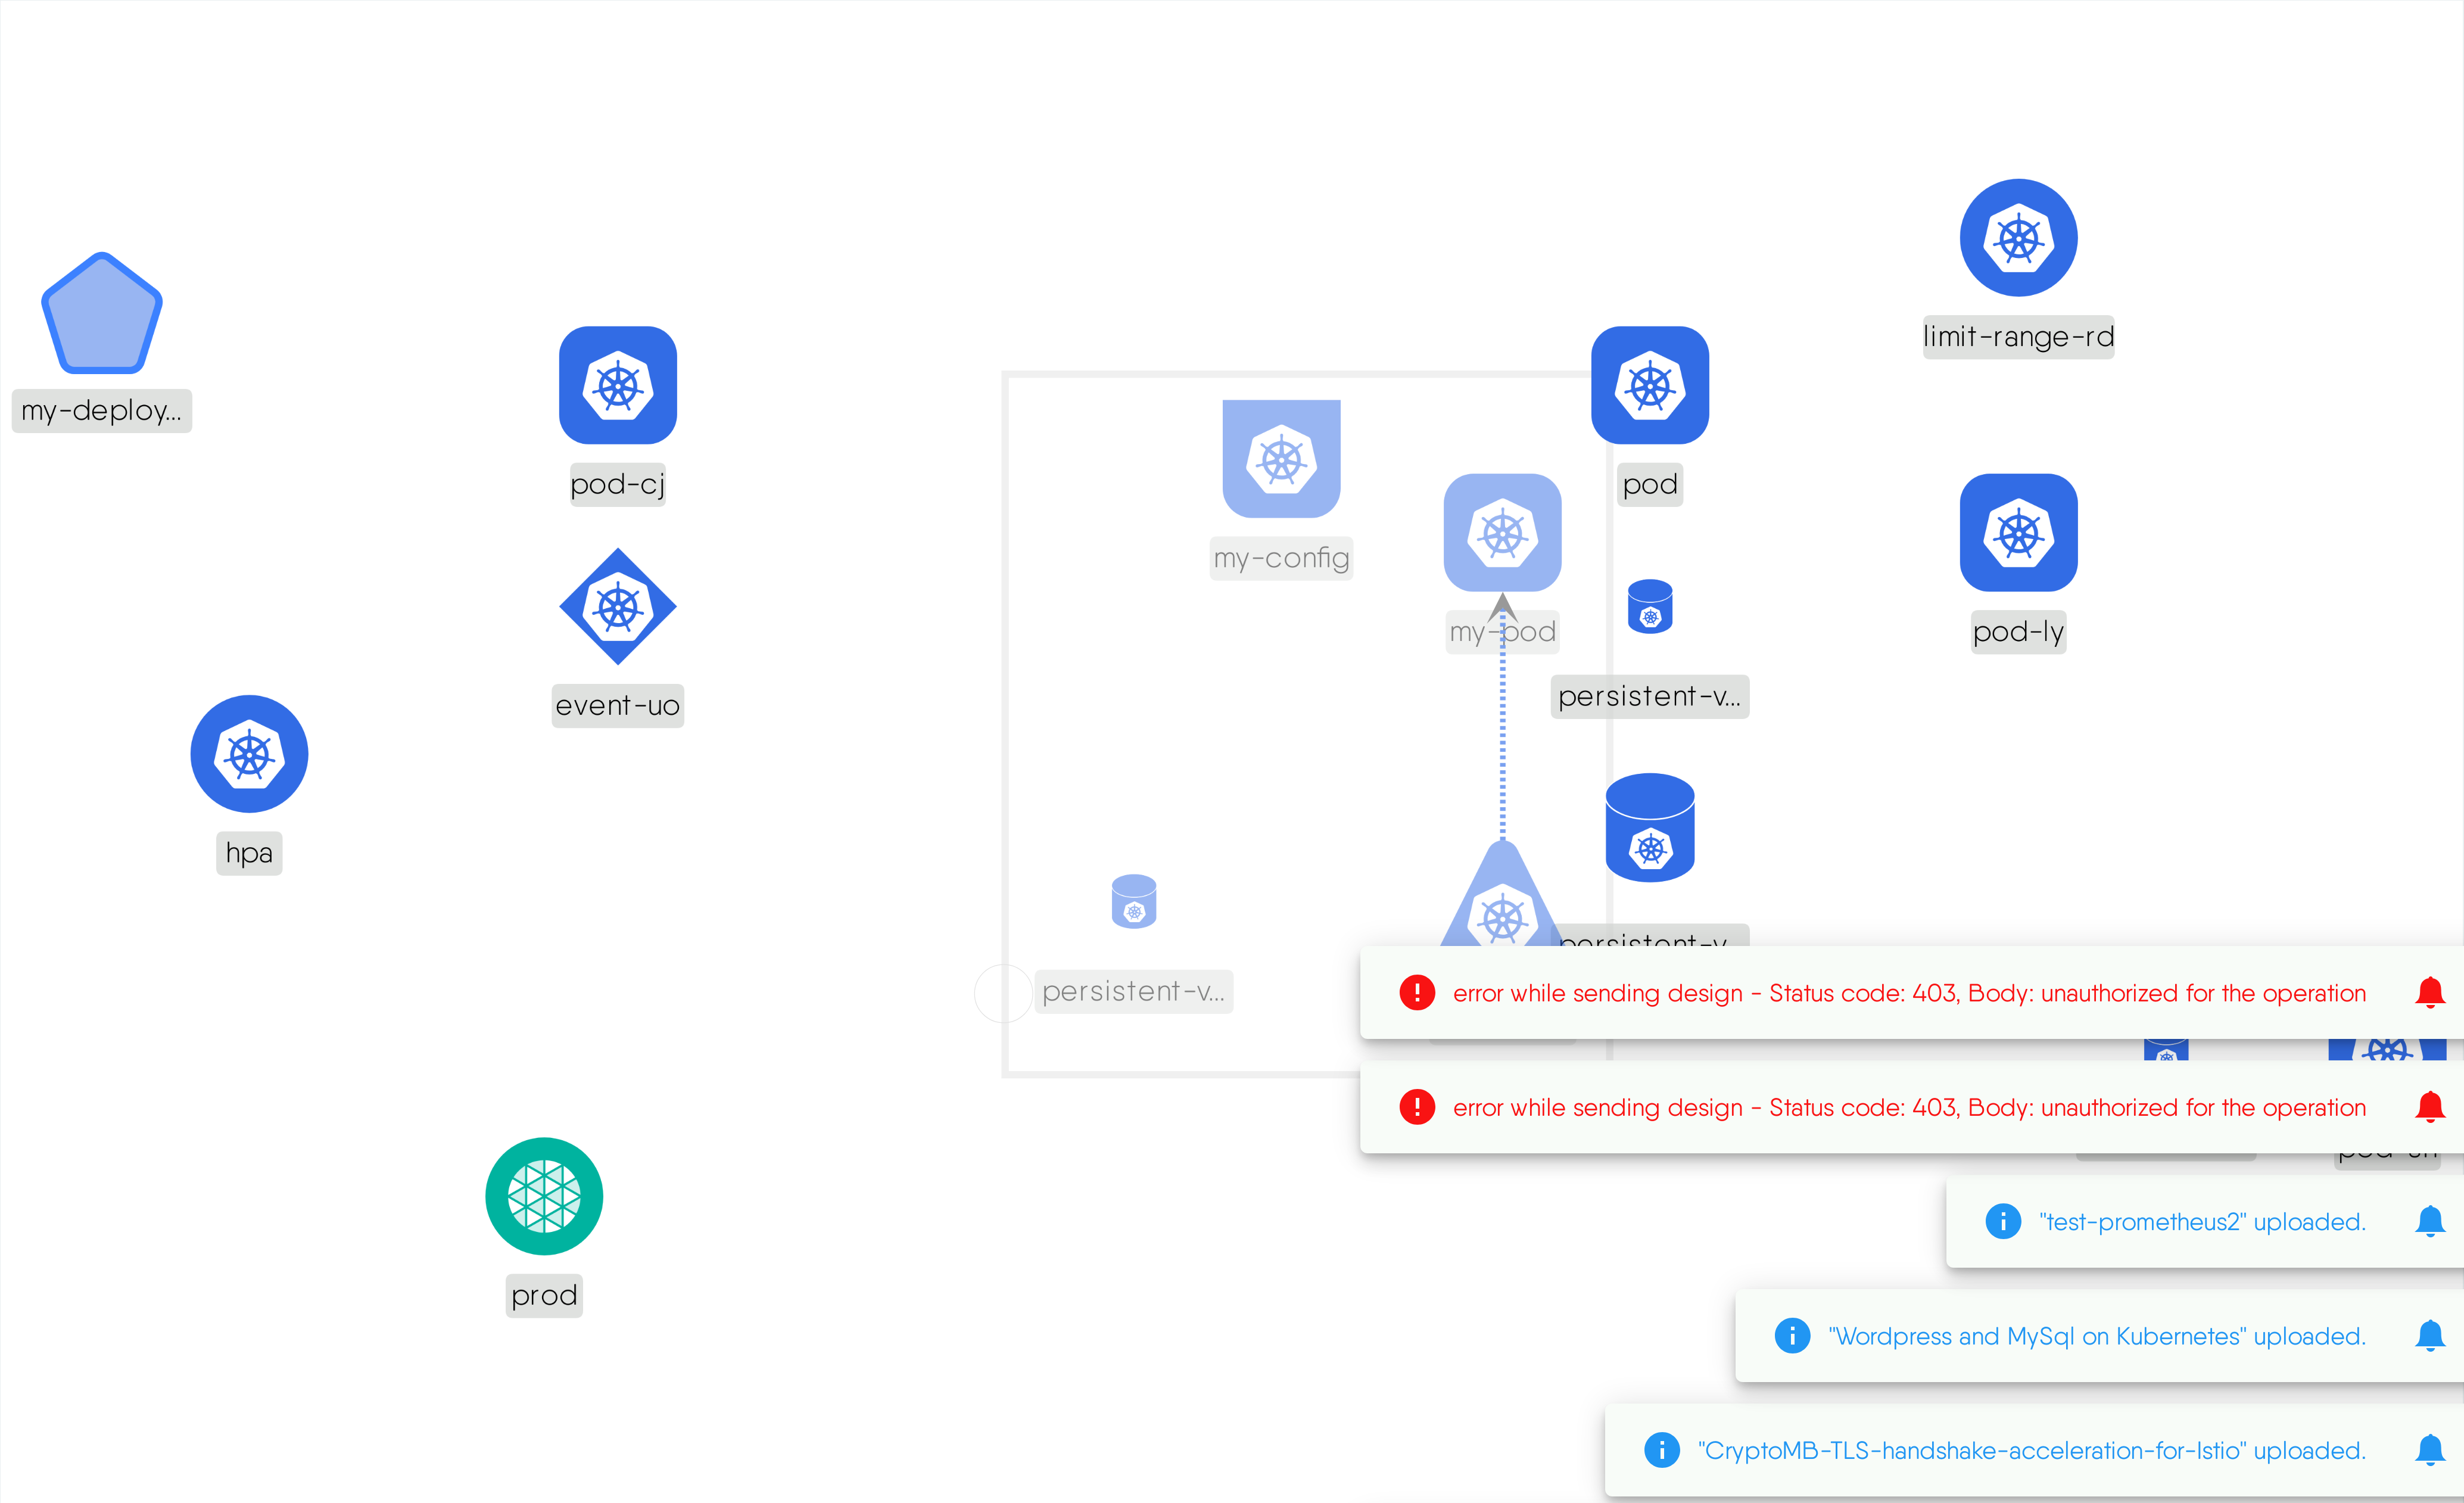 limit-range-rd
my-deploy...
pod-cj
pod
my-config
my-pod
pod-ly
persistent-v...
event-uo
hpa
persistent-v...
persistent-v...
error while sending design - Status code: 403, Body: unauthorized for the operation
error while sending design - Status code: 403, Body: unauthorized for the operation
"test-prometheus2" uploaded.
prod
"Wordpress and MySql on Kubernetes" uploaded.
"CryptoMB-TLS-handshake-acceleration-for-Istio" uploaded.